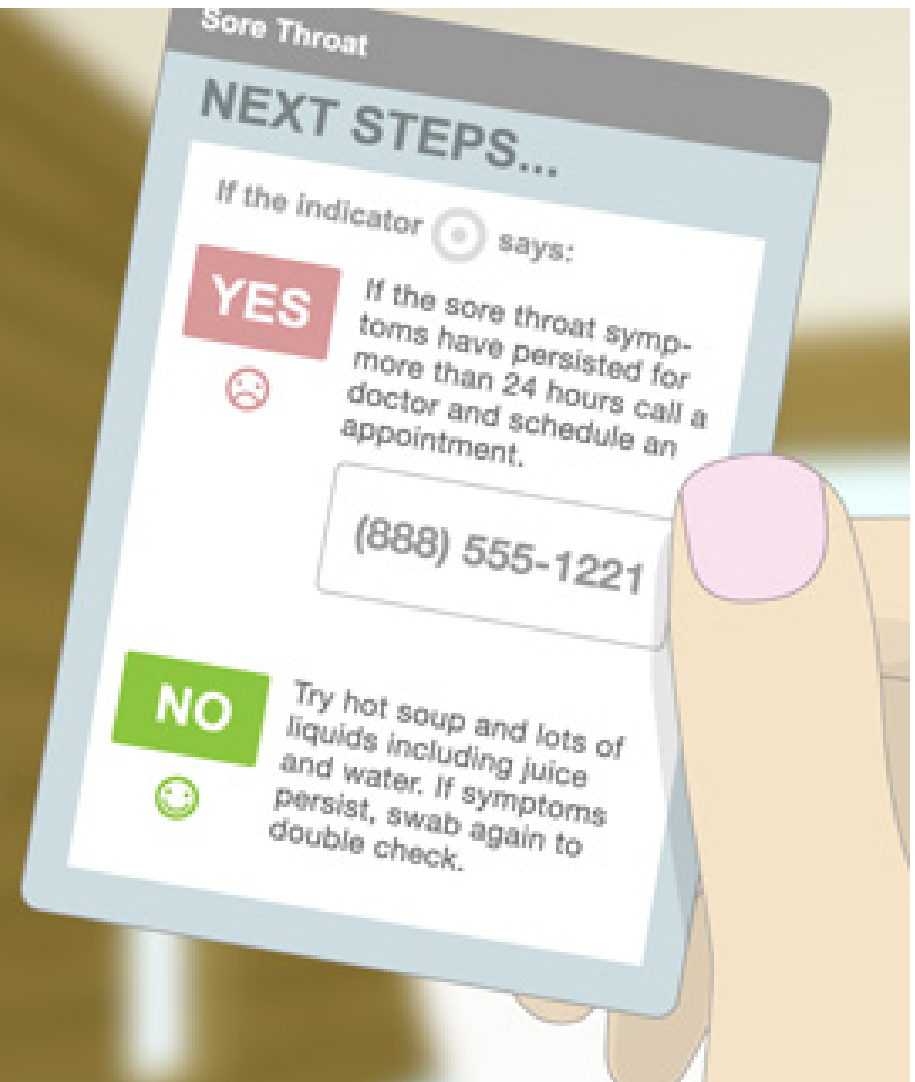 Sore Throat
NEXT STEPS...
If the indicator says:
YES
If the sore throat symp-
toms have persisted for
more than 24 hours call a
doctor and schedule an
appointment.
(888) 555-1221
NO
Try hot soup and lots of
liquids including juice
and water. If symptoms
persist, swab again to
double check.